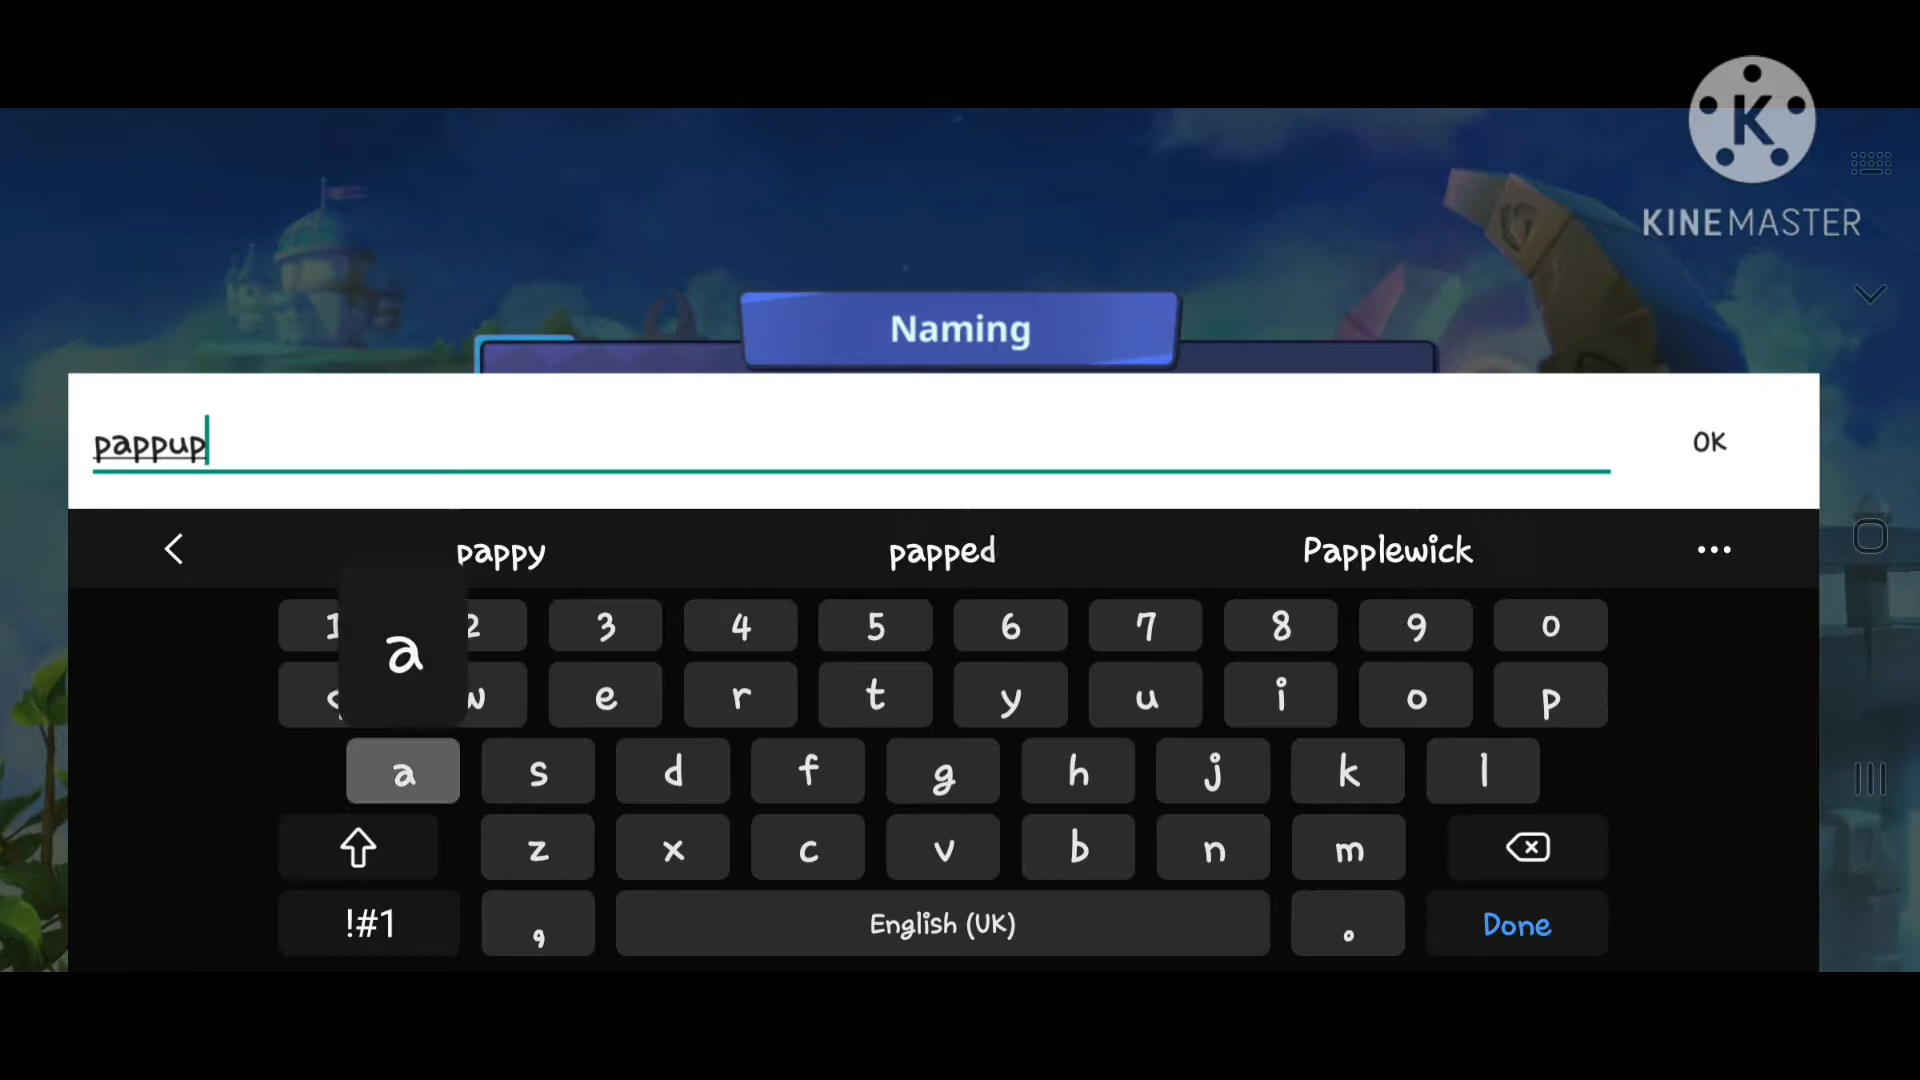 K
KINEMASTER
Naming
pappup
OK
pappy papped Papplewick
1 2 3 4 5 6 7 8 9 0
a
w e r t y u i o p
a s d f g h j k l
z x c v b n m
!#1 , English (UK) . Done